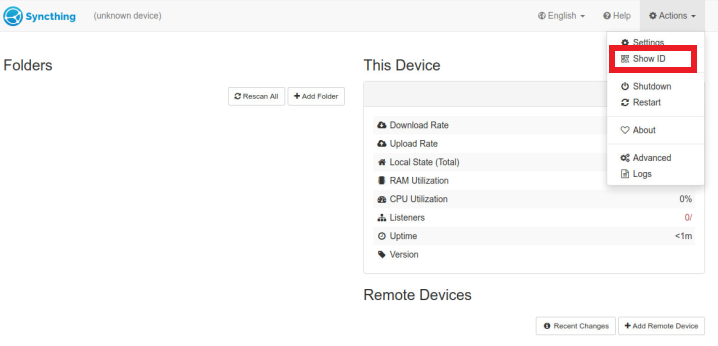 Syncthing (unknown device) English Help Actions
Settings
Show ID
Shutdown
Restart
About
Advanced
Logs
Folders
Rescan All Add Folder
This Device
Download Rate
Upload Rate
Local State (Total)
RAM Utilization
CPU Utilization 0%
Listeners 0/
Uptime <1m
Version
Remote Devices
Recent Changes Add Remote Device